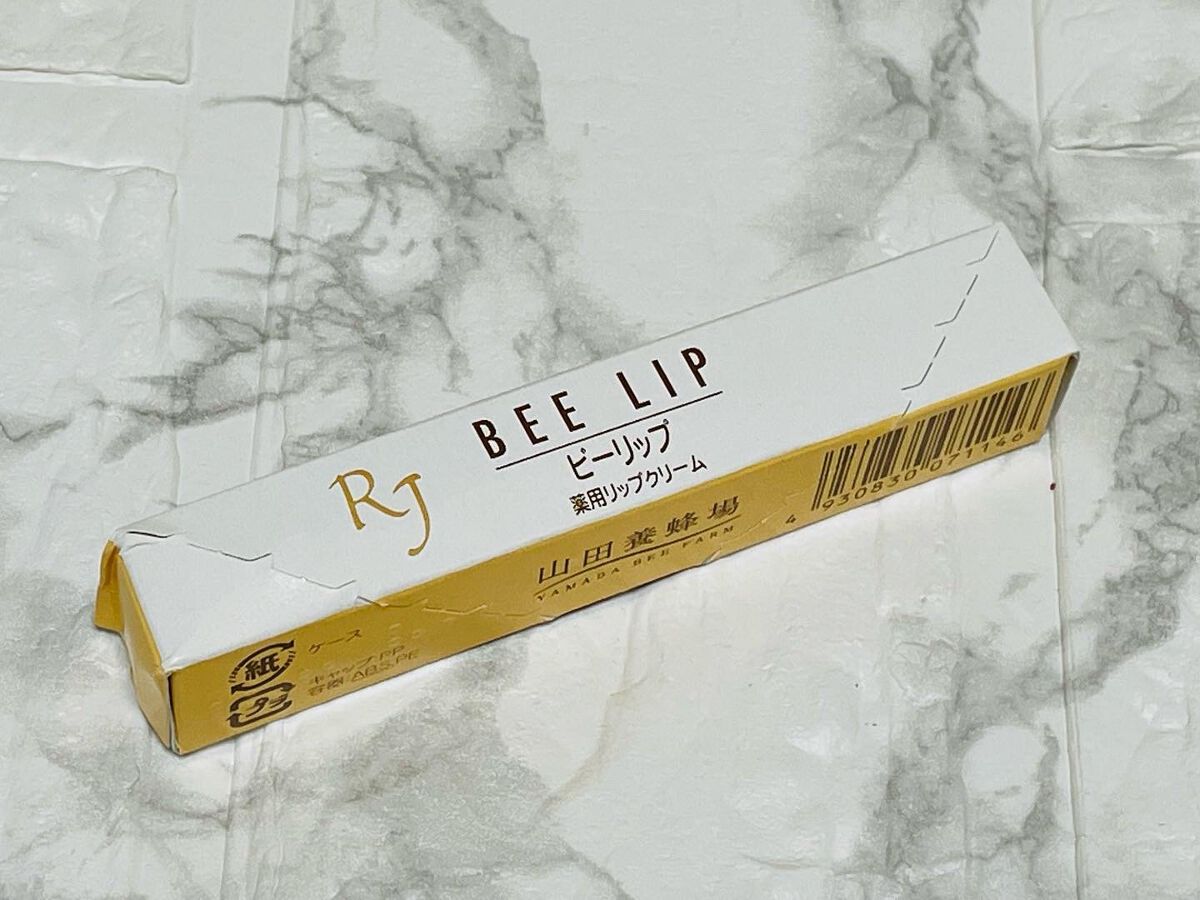 RJ
BEE LIP
ビーリップ
薬用リップクリーム
山田養蜂場
YAMADA BEE FARM
4 930830 071146
紙
ケース
プラ
キャップ:PP
容器:ABS,PE